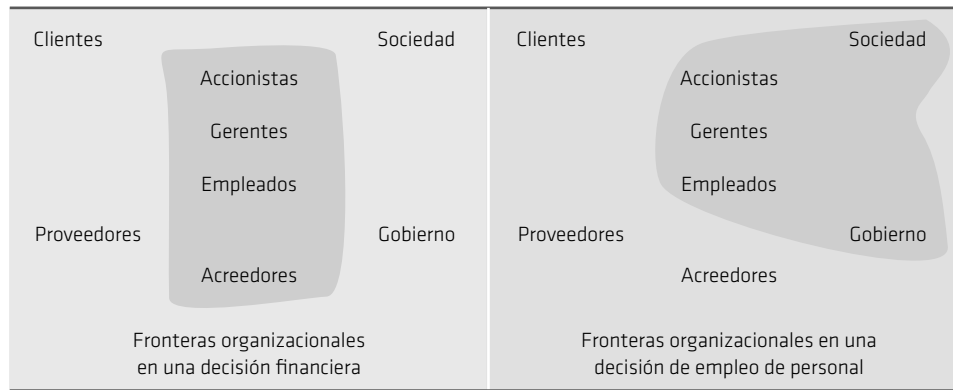 Clientes
Sociedad
Accionistas
Gerentes
Empleados
Proveedores
Gobierno
Acreedores
Fronteras organizacionales
en una decisión financiera
Clientes
Sociedad
Accionistas
Gerentes
Empleados
Proveedores
Gobierno
Acreedores
Fronteras organizacionales en una
decisión de empleo de personal